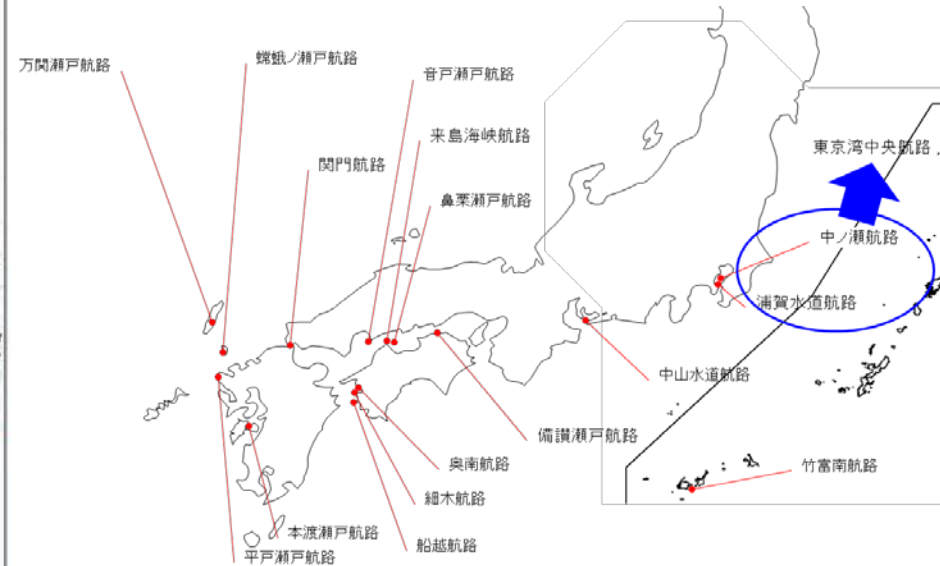 万関瀬戸航路
蠑蛾ノ瀬戸航路
音戸瀬戸航路
来島海峡航路
関門航路
鼻栗瀬戸航路
東京湾中央航路
中ノ瀬航路
浦賀水道航路
中山水道航路
備讃瀬戸航路
奥南航路
竹富南航路
細木航路
本渡瀬戸航路
船越航路
平戸瀬戸航路